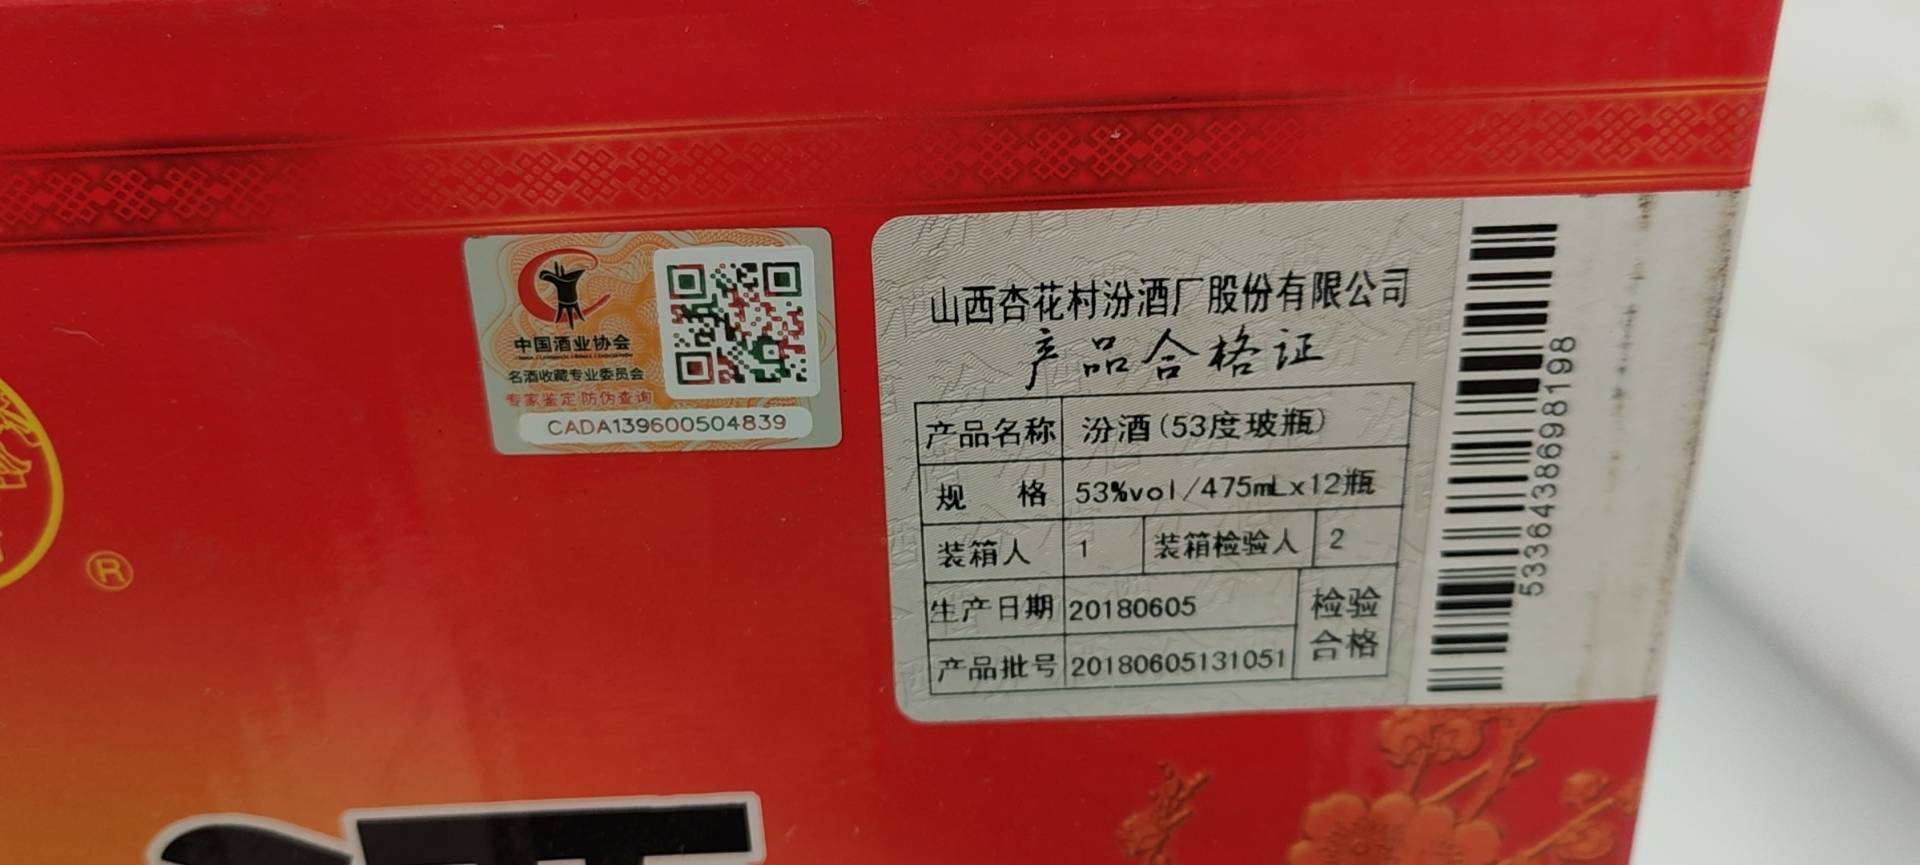 中国酒业协会
名酒收藏专业委员会
专家鉴定 防伪查询
CADA139600504839
山西杏花村汾酒厂股份有限公司
产品合格证
产品名称 汾酒(53度玻瓶)
规 格 53%vol/475mLx12瓶
装箱人 1 装箱检验人 2
生产日期 20180605 检验
产品批号 20180605131051 合格
5336438698198
®